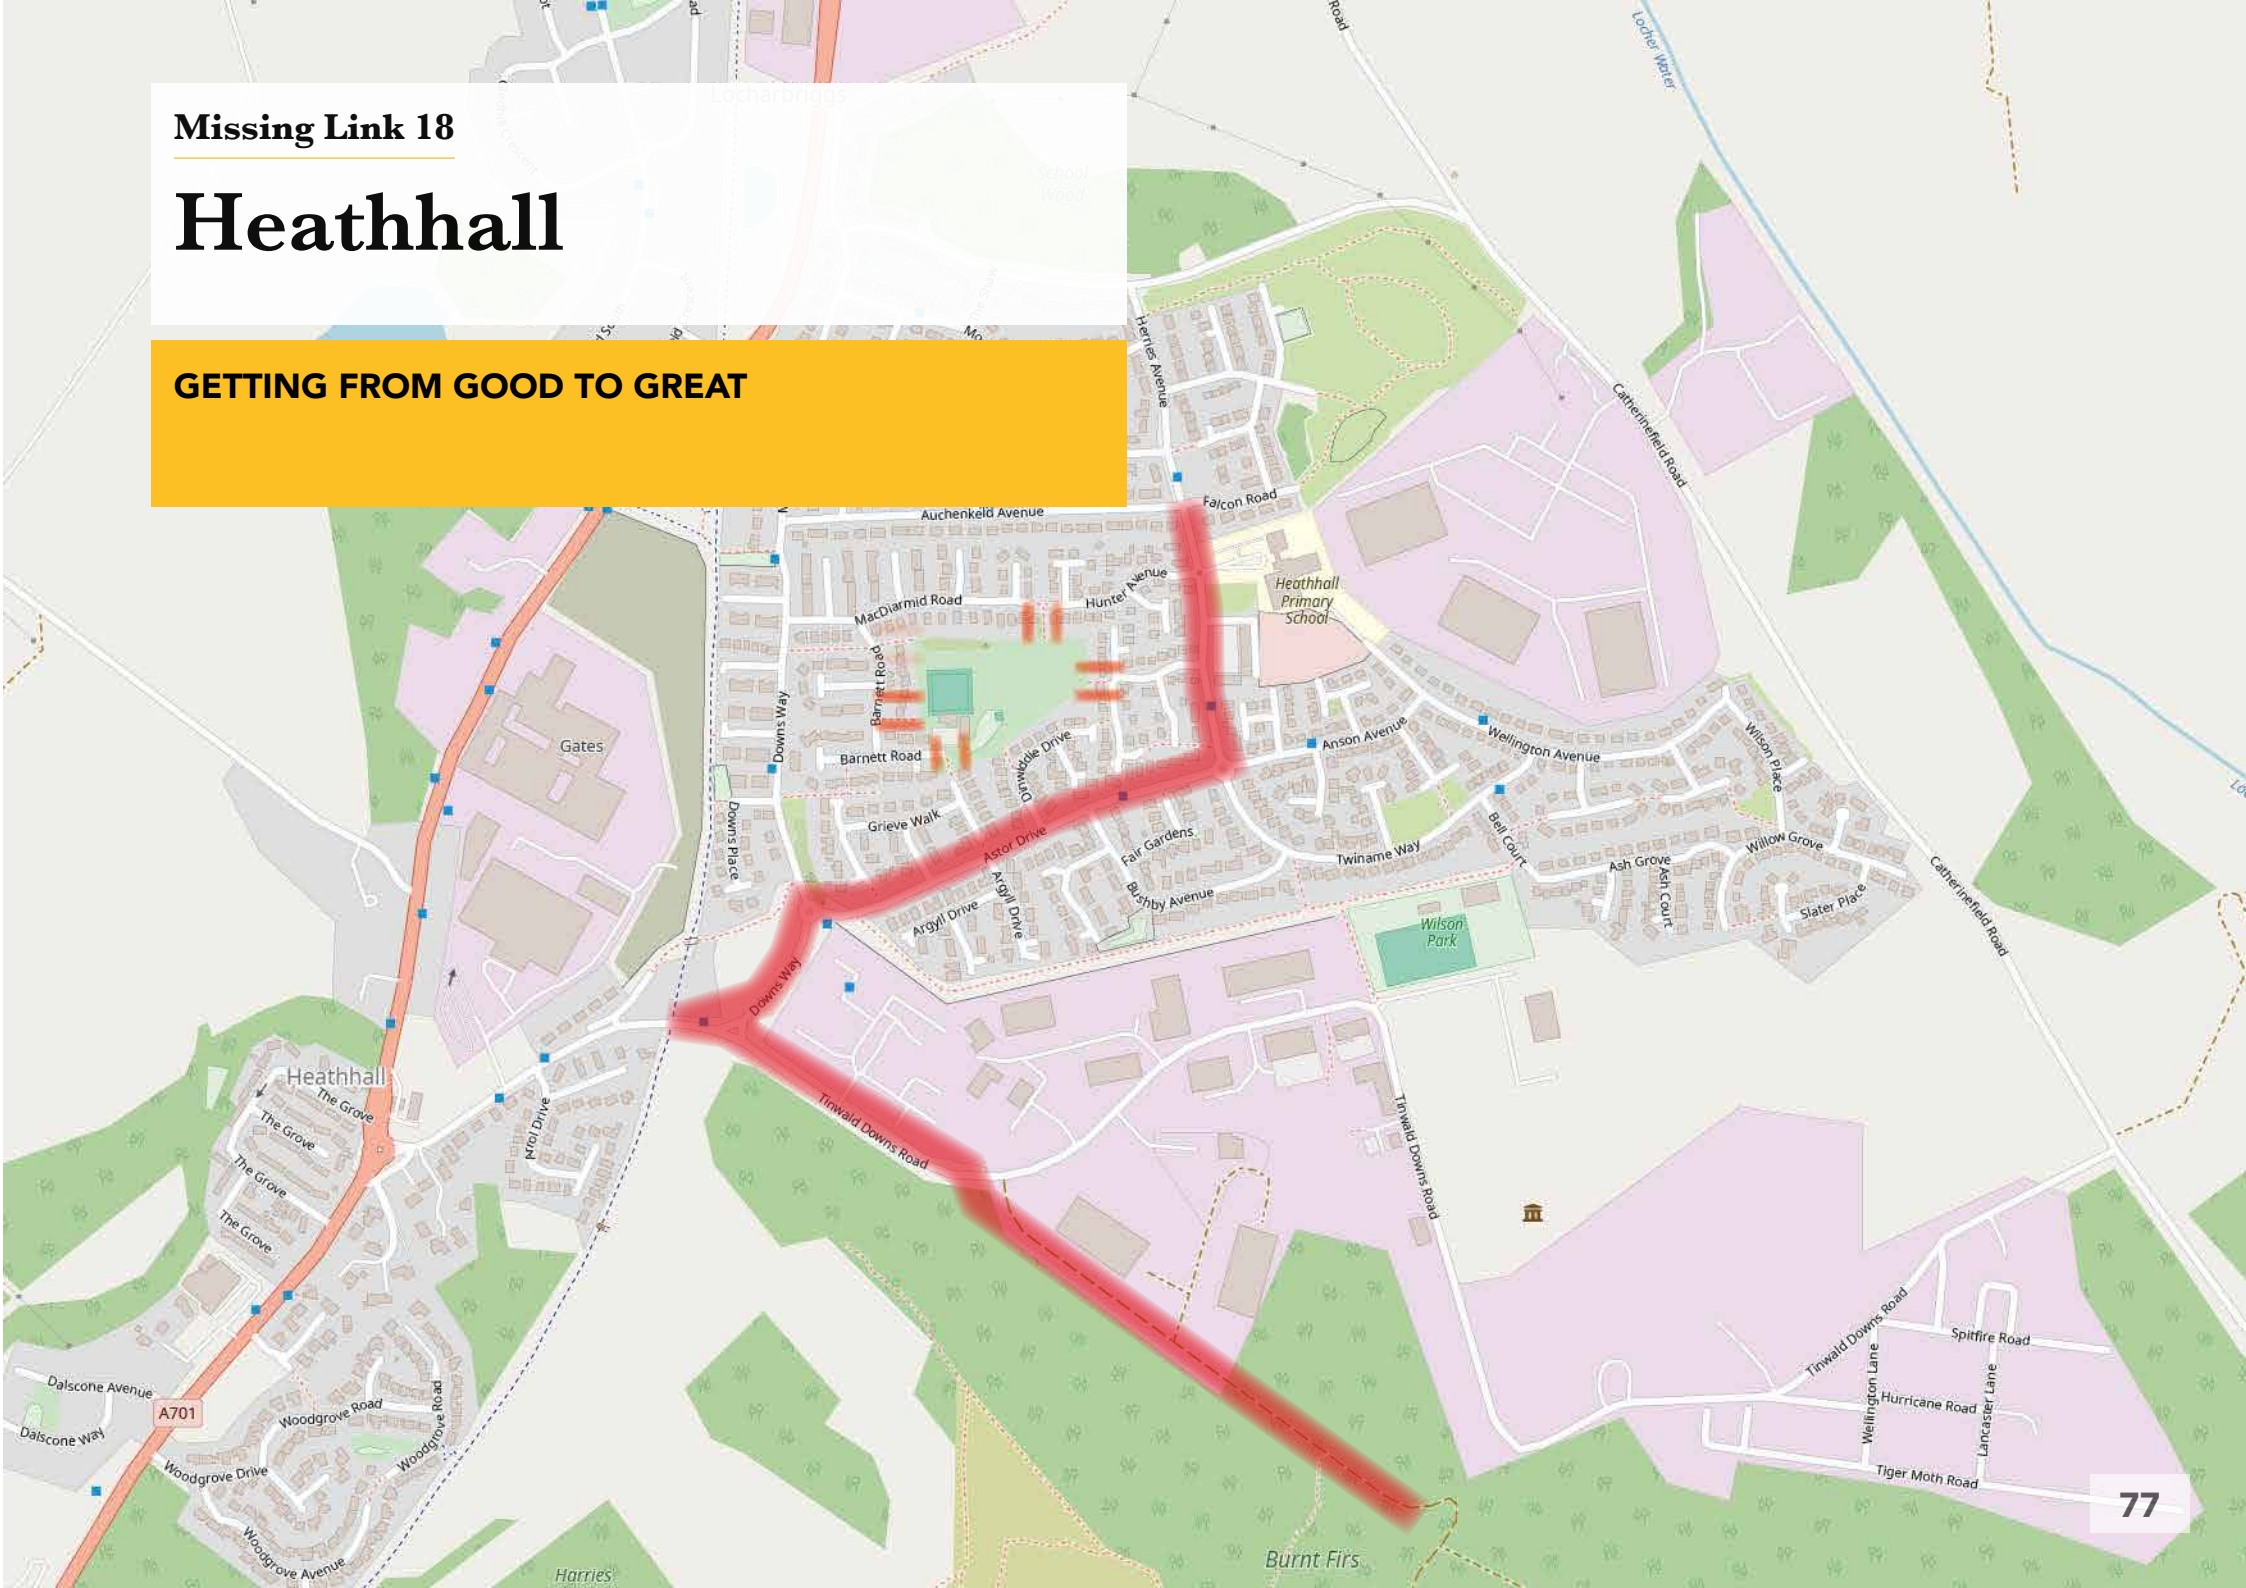 Missing Link 18
Heathhall
GETTING FROM GOOD TO GREAT
Locharbriggs
School
Wood
Road
Locher Water
Herries Avenue
Catherinefield Road
Falcon Road
Auchenkeld Avenue
Heathhall
Primary
School
Hunter Avenue
MacDiarmid Road
Barnett Road
Downs Way
Barnett Road
Dinwiddie Drive
Gates
Anson Avenue
Wellington Avenue
Wilson Place
Downs Place
Grieve Walk
Astor Drive
Fair Gardens
Twiname Way
Bell Court
Willow Grove
Ash Grove
Ash Court
Slater Place
Catherinefield Road
Argyll Drive
Argyll Drive
Bushby Avenue
Wilson
Park
Downs Way
Heathhall
The Grove
The Grove
The Grove
The Grove
Arrol Drive
Tinwald Downs Road
Tinwald Downs Road
Tinwald Downs Road
Spitfire Road
Wellington Lane
Hurricane Road
Lancaster Lane
Tiger Moth Road
Dalscone Avenue
A701
Dalscone Way
Woodgrove Road
Woodgrove Road
Woodgrove Drive
Woodgrove Avenue
Harries
Burnt Firs
77